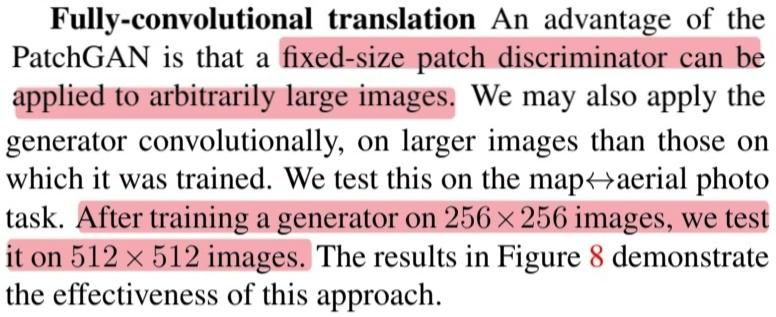 Fully-convolutional translation An advantage of the
PatchGAN is that a fixed-size patch discriminator can be
applied to arbitrarily large images. We may also apply the
generator convolutionally, on larger images than those on
which it was trained. We test this on the map↔aerial photo
task. After training a generator on 256×256 images, we test
it on 512 × 512 images. The results in Figure 8 demonstrate
the effectiveness of this approach.